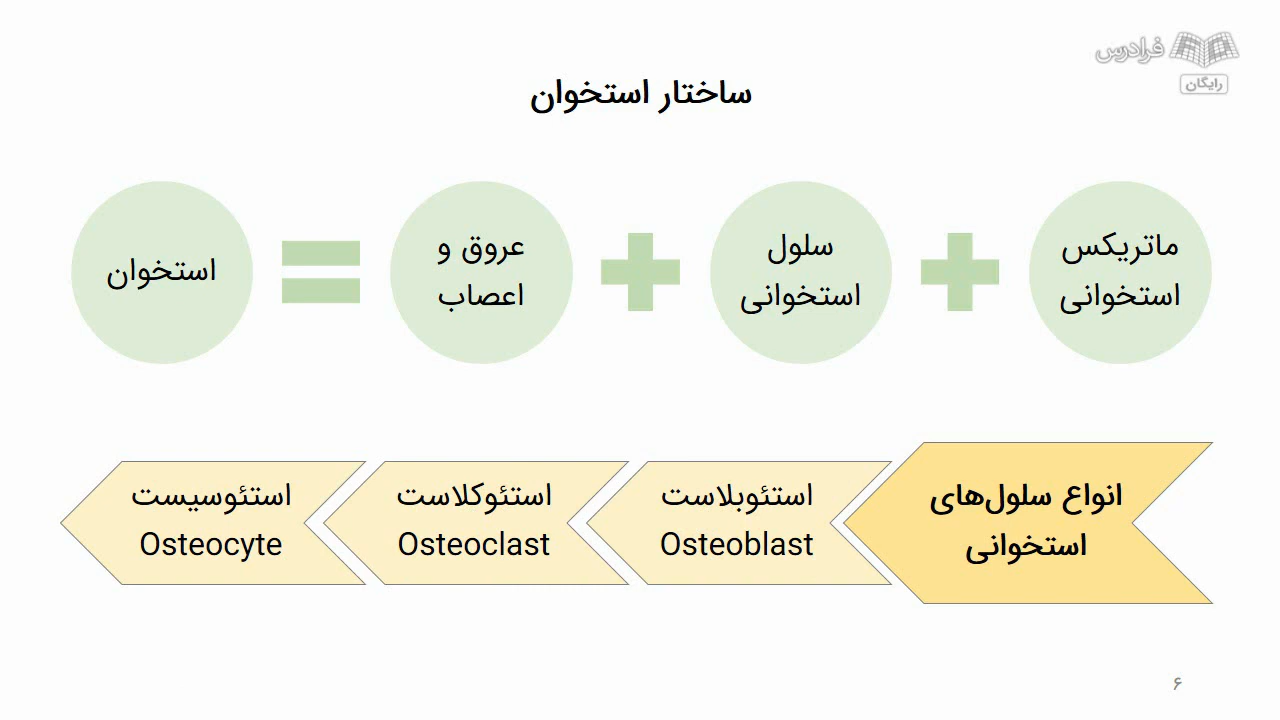 فرادرس
رایگان
ساختار استخوان
ماتریکس
استخوانی
سلول
استخوانی
عروق و
اعصاب
استخوان
انواع سلول‌های
استخوانی
استئوبلاست
Osteoblast
استئوکلاست
Osteoclast
استئوسیست
Osteocyte
۶